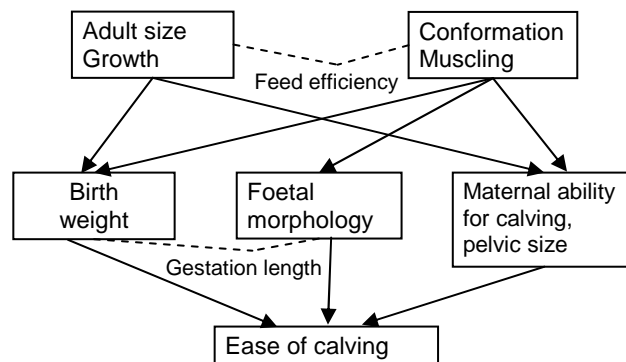 Adult size
Growth
Conformation
Muscling
Feed efficiency
Birth
weight
Foetal
morphology
Maternal ability
for calving,
pelvic size
Gestation length
Ease of calving